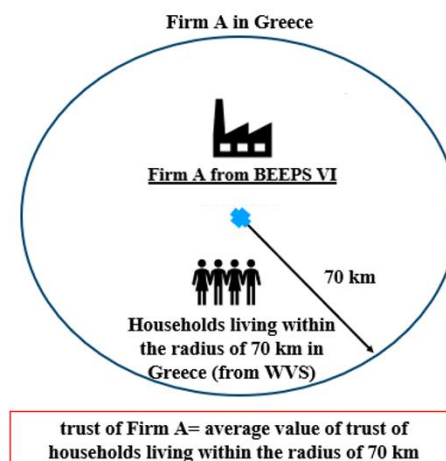 Firm A in Greece
Firm A from BEEPS VI
70 km
Households living within
the radius of 70 km in
Greece (from WVS)
trust of Firm A= average value of trust of
households living within the radius of 70 km